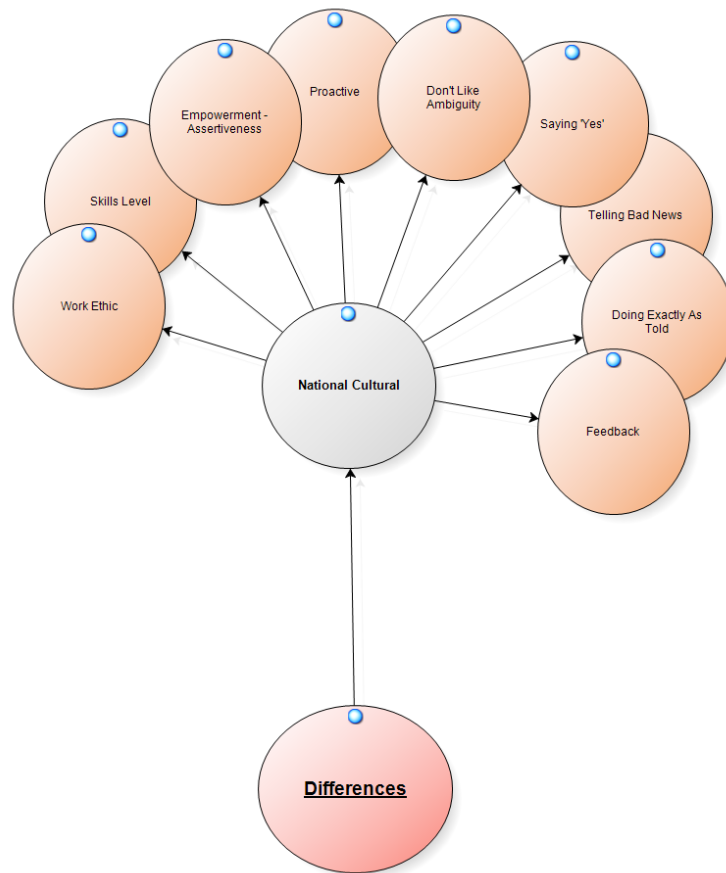 Proactive
Don't Like
Ambiguity
Empowerment -
Assertiveness
Saying 'Yes'
Skills Level
Telling Bad News
Work Ethic
Doing Exactly As
Told
National Cultural
Feedback
Differences